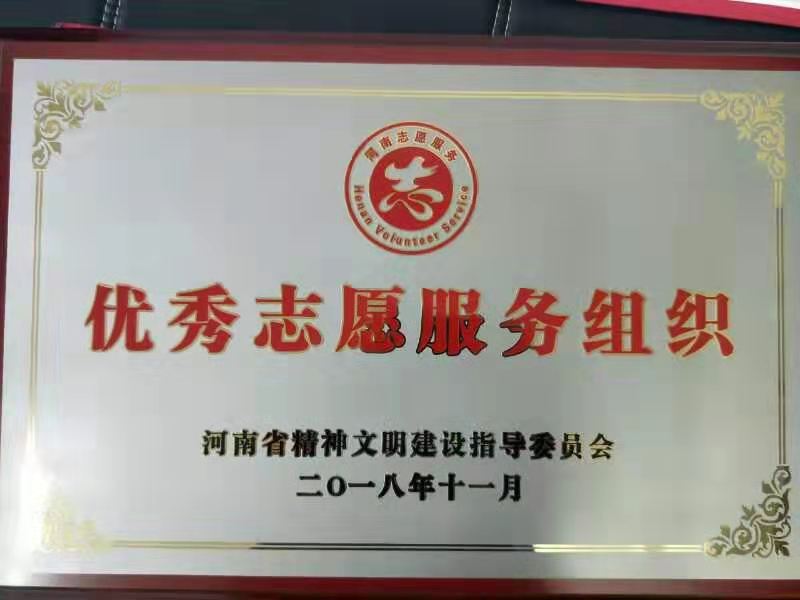 河南志愿服务
志
Henan Volunteer Service
优秀志愿服务组织
河南省精神文明建设指导委员会
二O一八年十一月